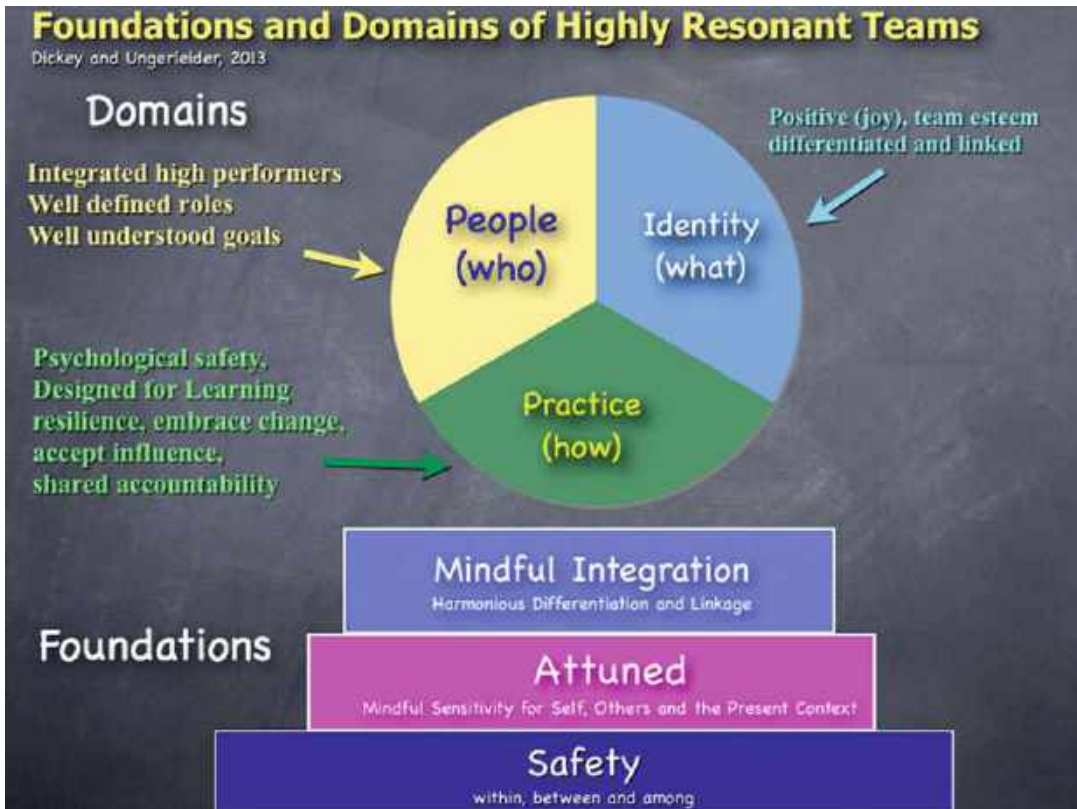 Foundations and Domains of Highly Resonant Teams
Dickey and Ungerleider, 2013
Domains
Integrated high performers
Well defined roles
Well understood goals
People
(who)
Identity
(what)
Positive (joy), team esteem
differentiated and linked
Psychological safety,
Designed for Learning
resilience, embrace change,
accept influence,
shared accountability
Practice
(how)
Foundations
Mindful Integration
Harmonious Differentiation and Linkage
Attuned
Mindful Sensitivity for Self, Others and the Present Context
Safety
within, between and among